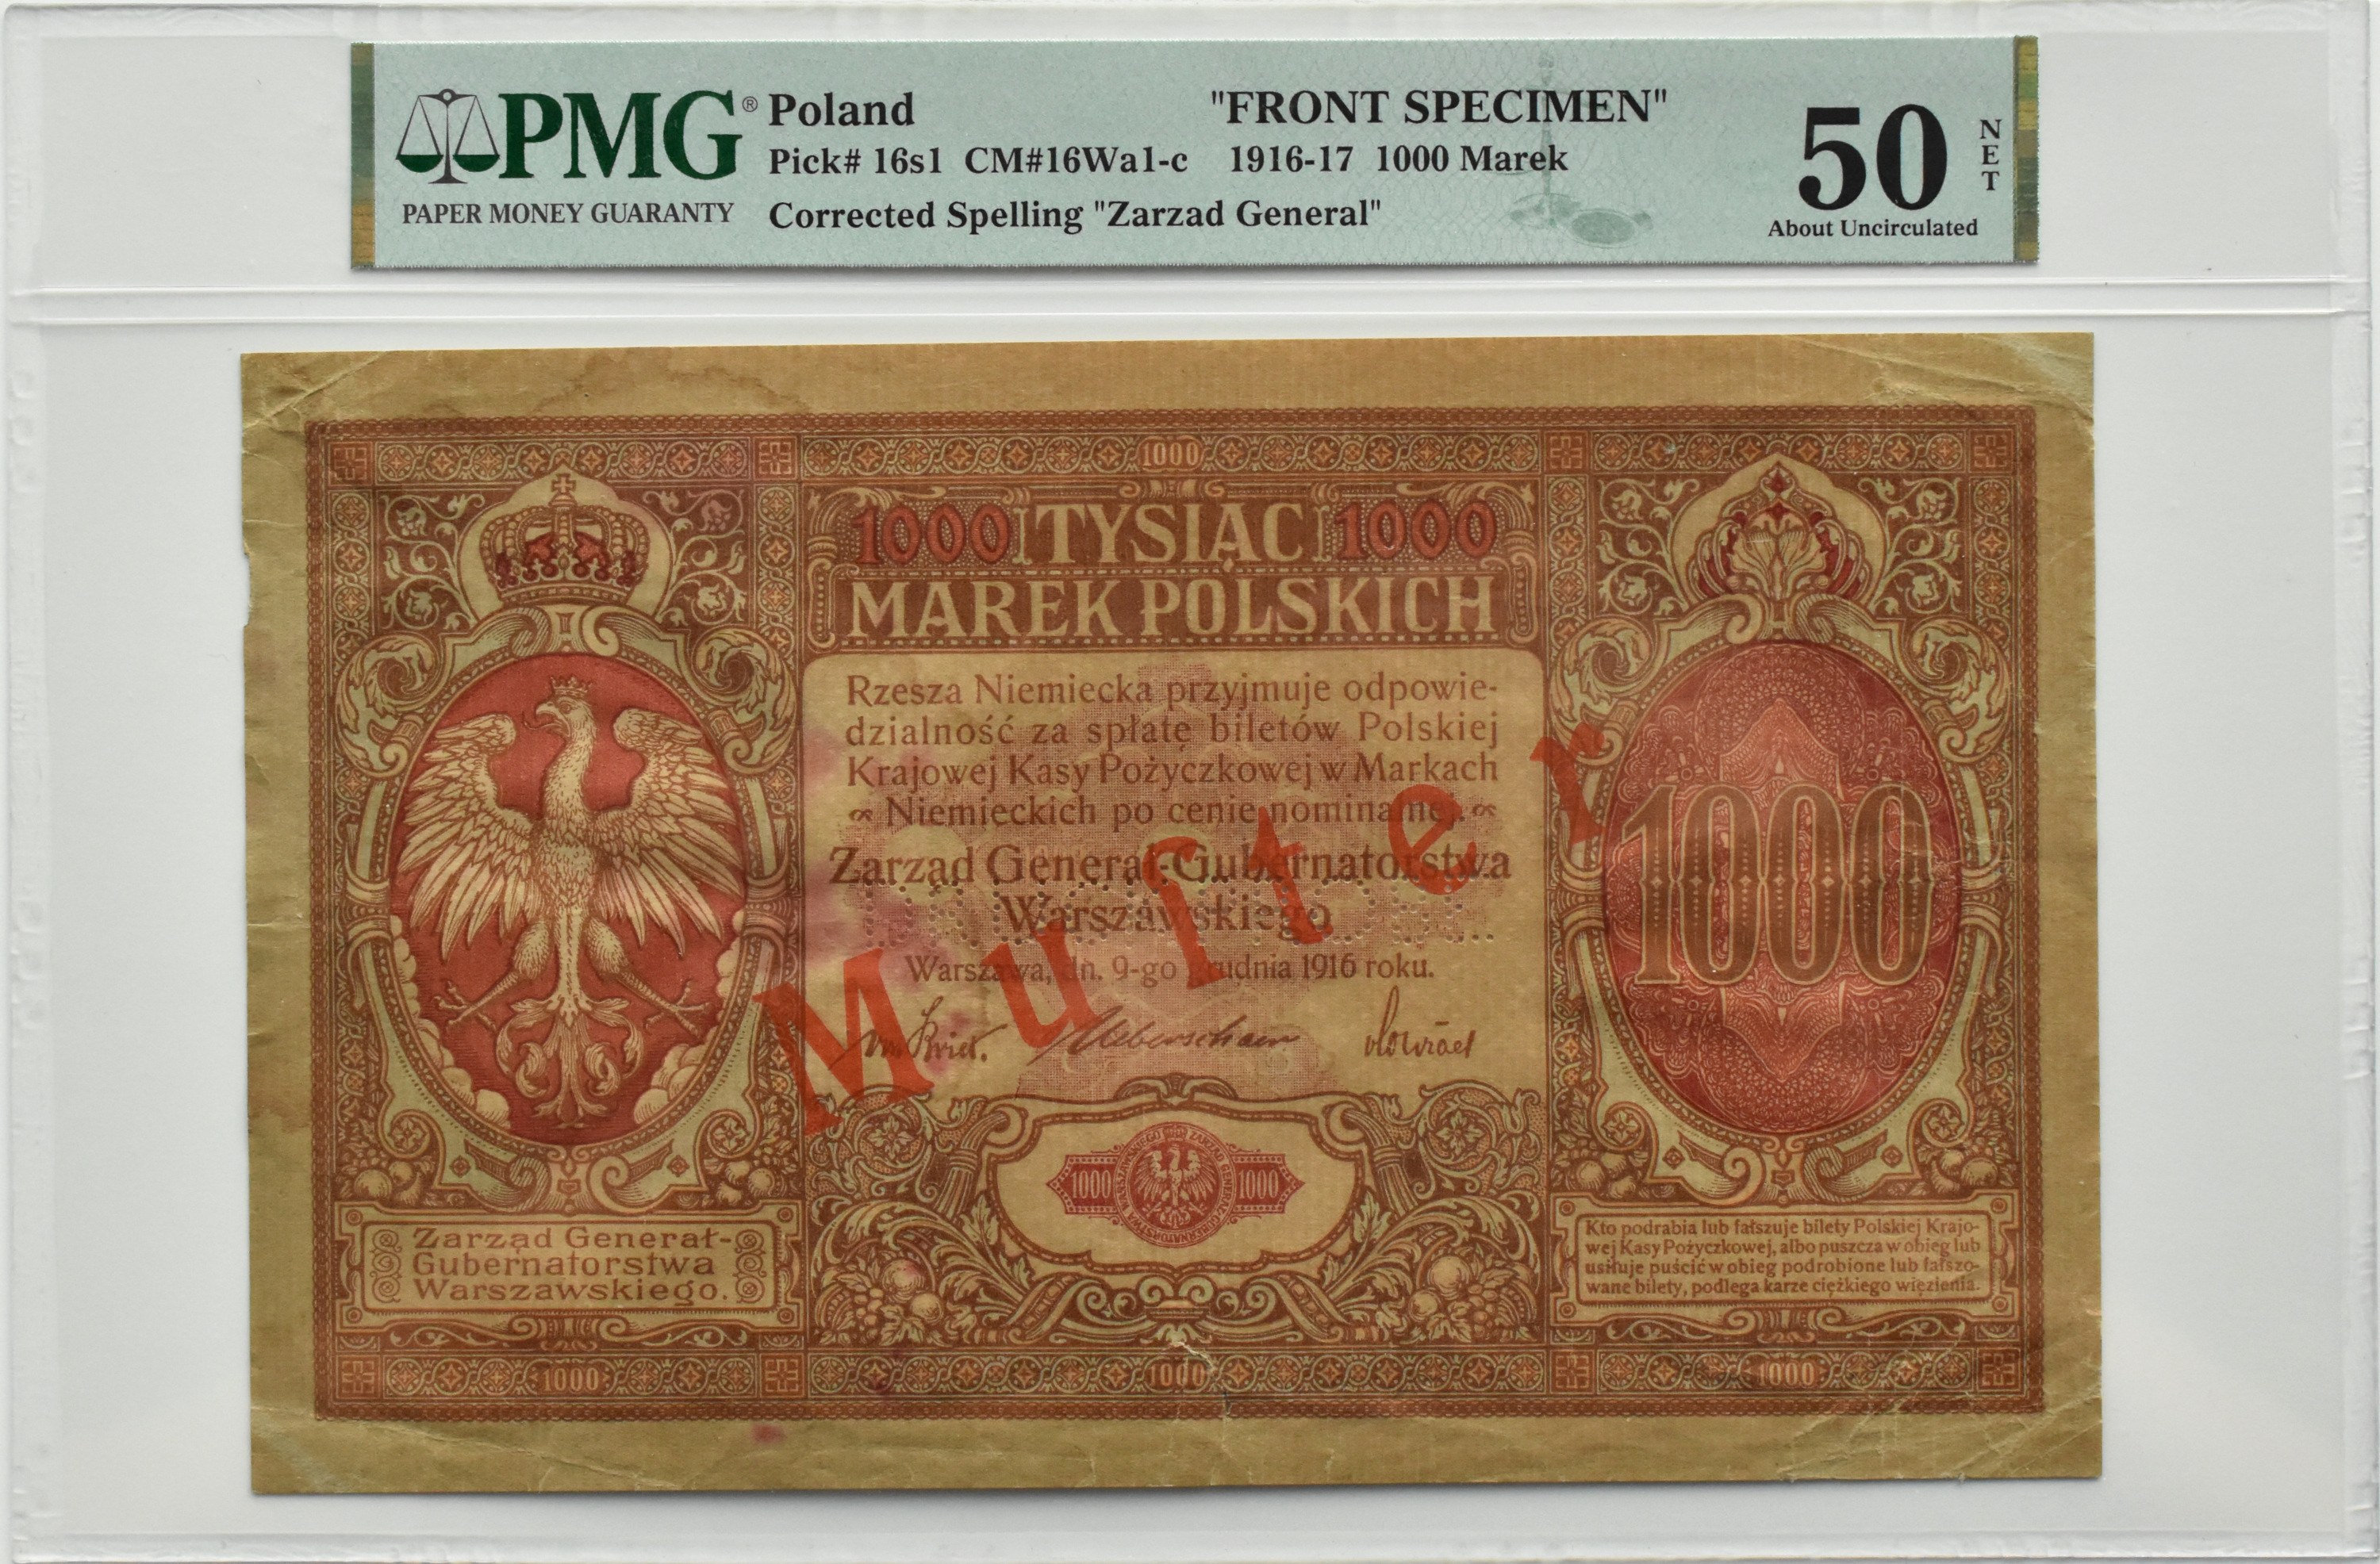 PMG® Poland "FRONT SPECIMEN"
Pick# 16s1 CM#16Wa1-c 1916-17 1000 Marek
PAPER MONEY GUARANTY
Corrected Spelling "Zarzad General"
50 NET
About Uncirculated
1000
1000 TYSIĄC 1000
MAREK POLSKICH
Rzesza Niemiecka przyjmuje odpowie-
dzialność za spłatę biletów Polskiej
Krajowej Kasy Pożyczkowej w Markach
Niemieckich po cenie nominalnej.
Zarząd Generał-Gubernatorstwa
Warszawskiego
Warszawa, dn. 9-go grudnia 1916 roku.
Muſter
1000
1000 1000
Zarząd Generał-
Gubernatorstwa
Warszawskiego.
Kto podrabia lub fałszuje bilety Polskiej Krajo-
wej Kasy Pożyczkowej, albo puszcza w obieg lub
usiłuje puścić w obieg podrobione lub fałszo-
wane bilety, podlega karze ciężkiego więzienia.
1000 1000 1000